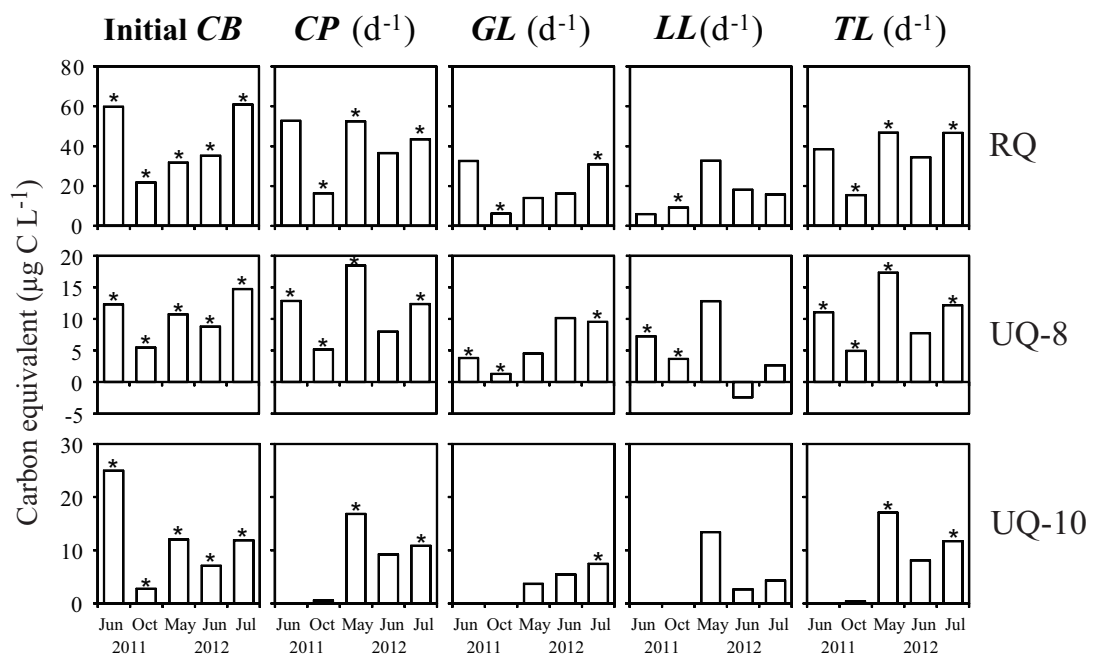 Initial CB CP (d-1) GL (d-1) LL(d-1) TL (d-1)
Carbon equivalent (µg C L-1)
80
60
40
20
0
* * * * *
* * *
* *
*
* * *
RQ
20
15
10
5
0
-5
* * * * *
* * * *
* * *
* *
* * * *
UQ-8
30
20
10
0
* * * * *
* *
*
* *
UQ-10
Jun Oct May Jun Jul Jun Oct May Jun Jul Jun Oct May Jun Jul Jun Oct May Jun Jul Jun Oct May Jun Jul
2011 2012 2011 2012 2011 2012 2011 2012 2011 2012